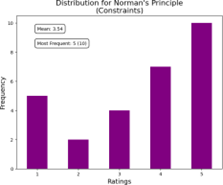 Distribution for Norman's Principle
(Constraints)
Mean: 3.54
Most Frequent: 5 (10)
Frequency
10
8
6
4
2
0
1 2 3 4 5
Ratings